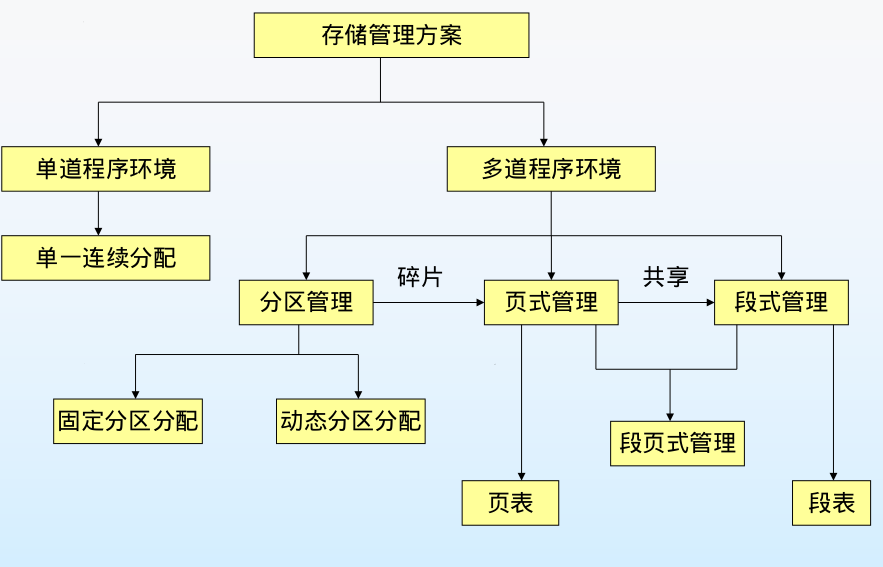 存储管理方案
单道程序环境
多道程序环境
单一连续分配
碎片
共享
分区管理
页式管理
段式管理
固定分区分配
动态分区分配
段页式管理
页表
段表